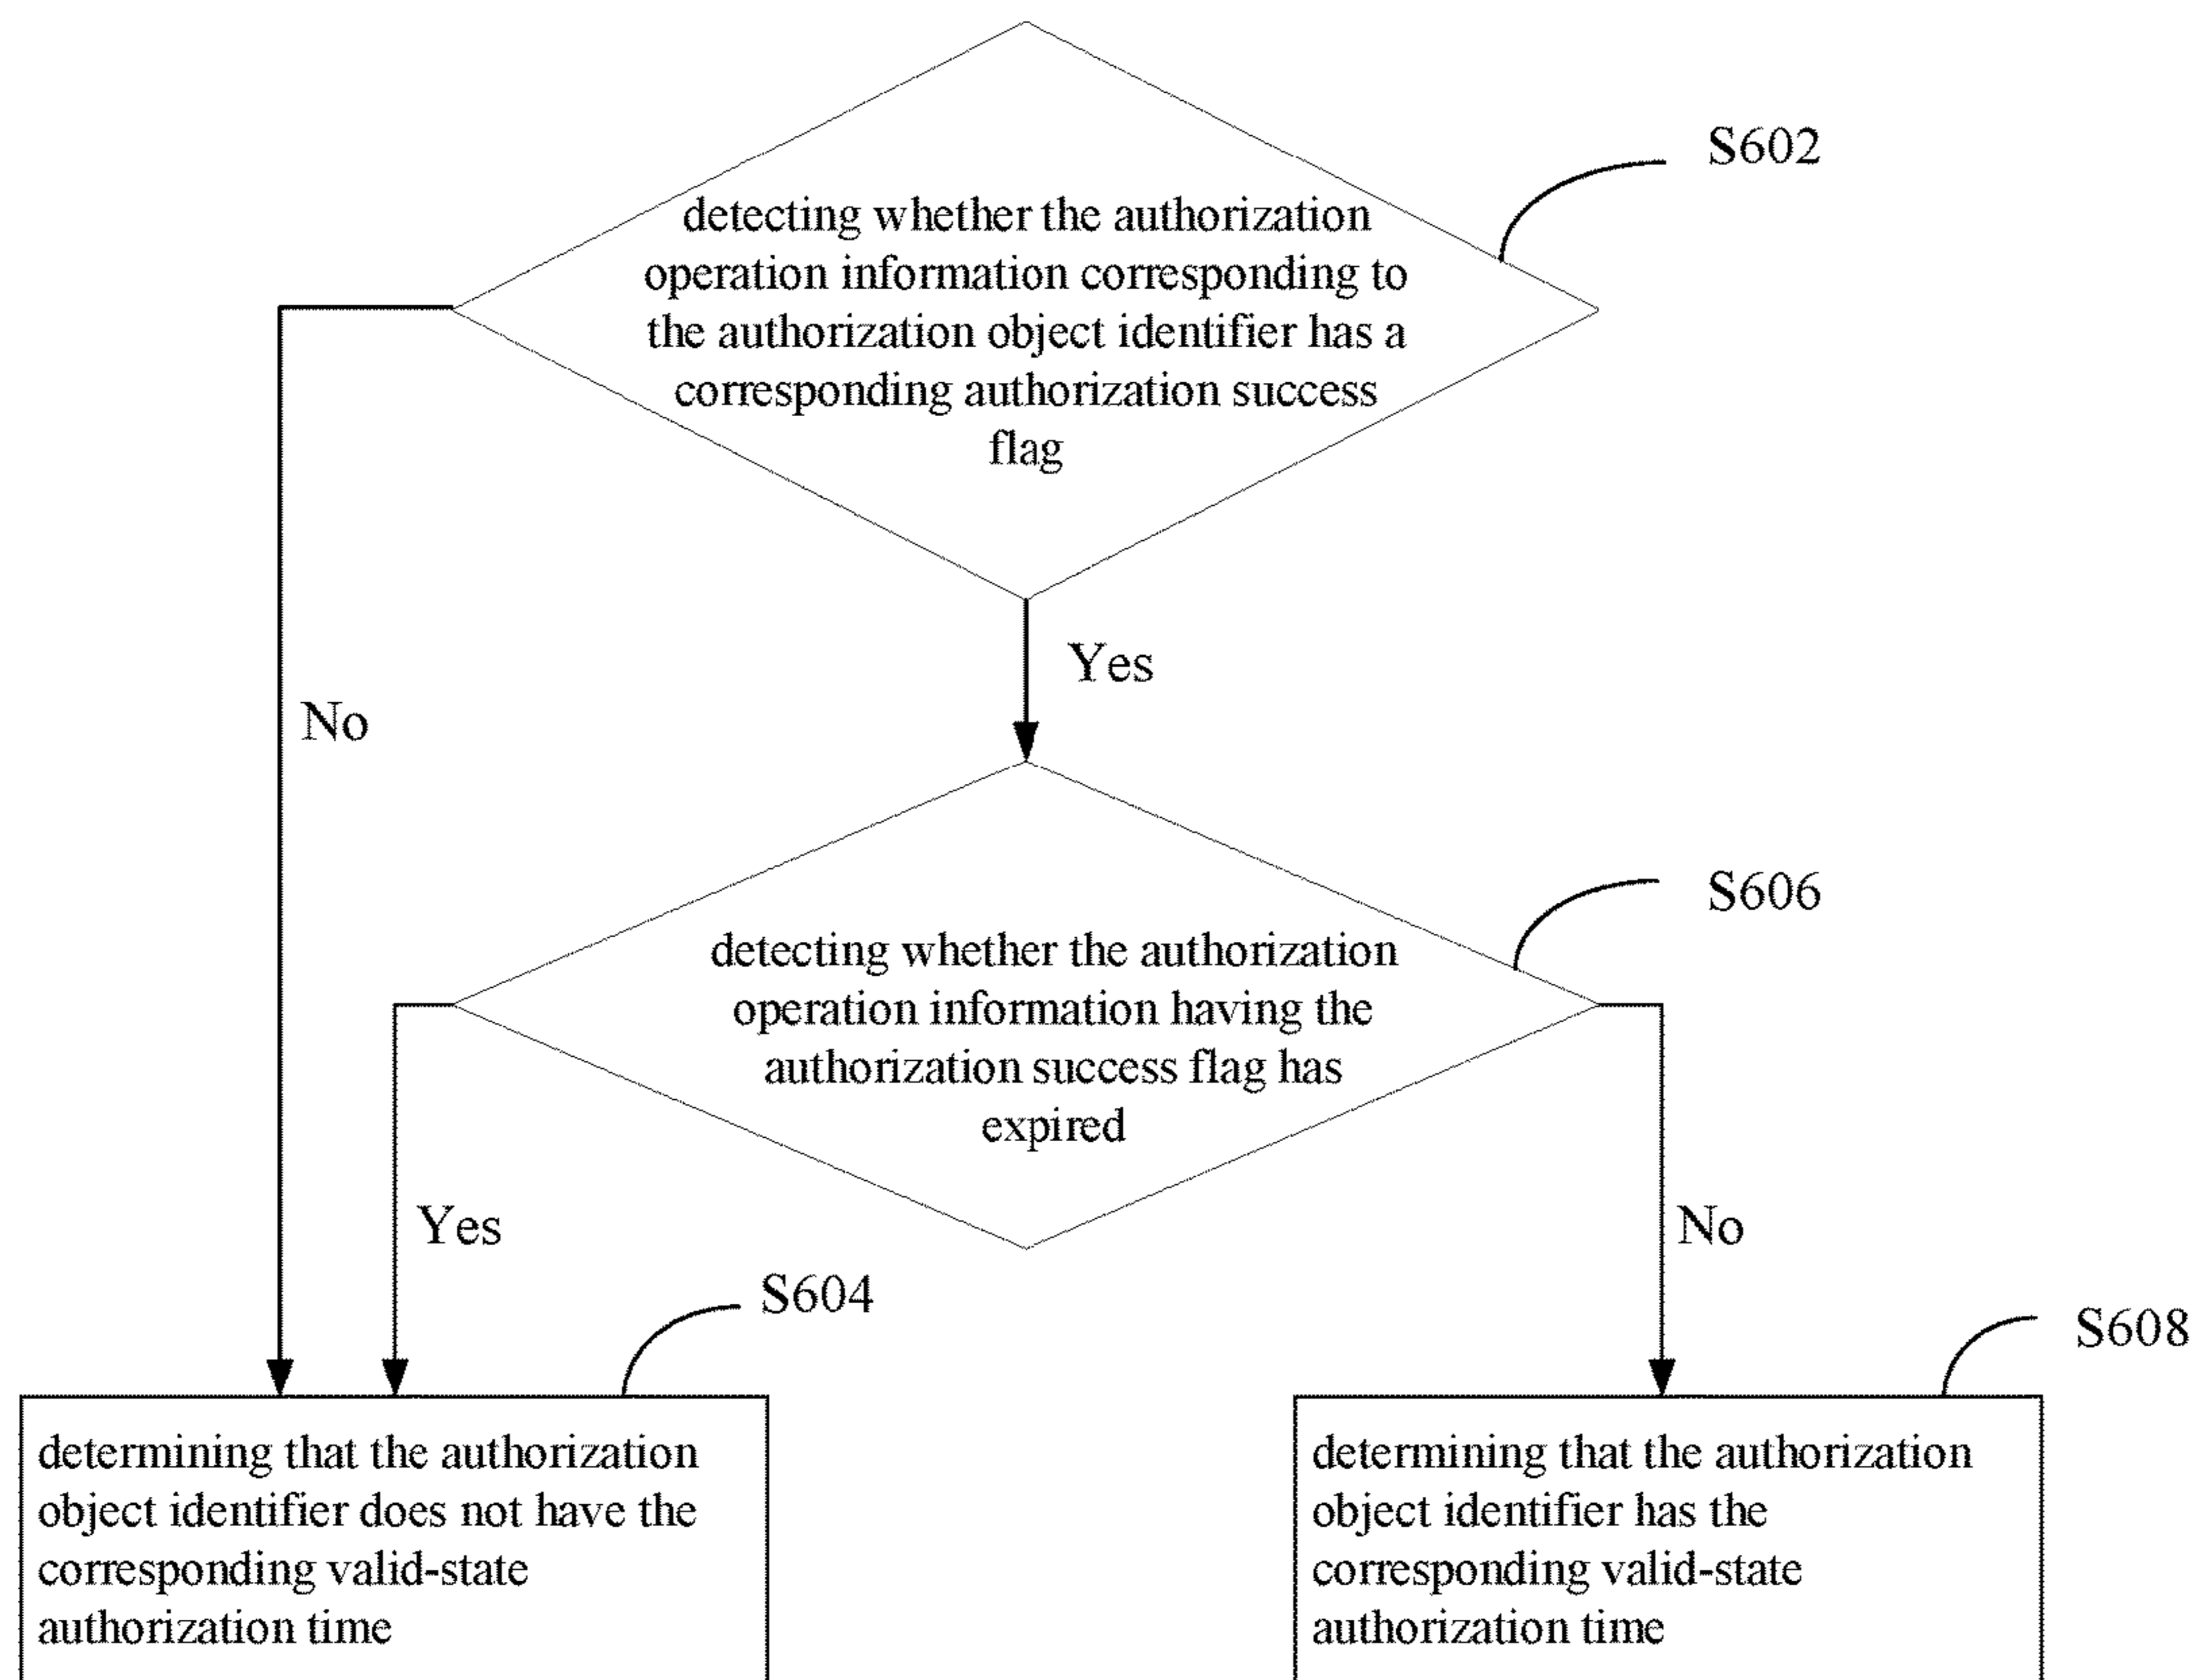 S602
detecting whether the authorization
operation information corresponding to
the authorization object identifier has a
corresponding authorization success
flag
Yes
No
S606
detecting whether the authorization
operation information having the
authorization success flag has
expired
Yes
No
S604
S608
determining that the authorization
object identifier does not have the
corresponding valid-state
authorization time
determining that the authorization
object identifier has the
corresponding valid-state
authorization time